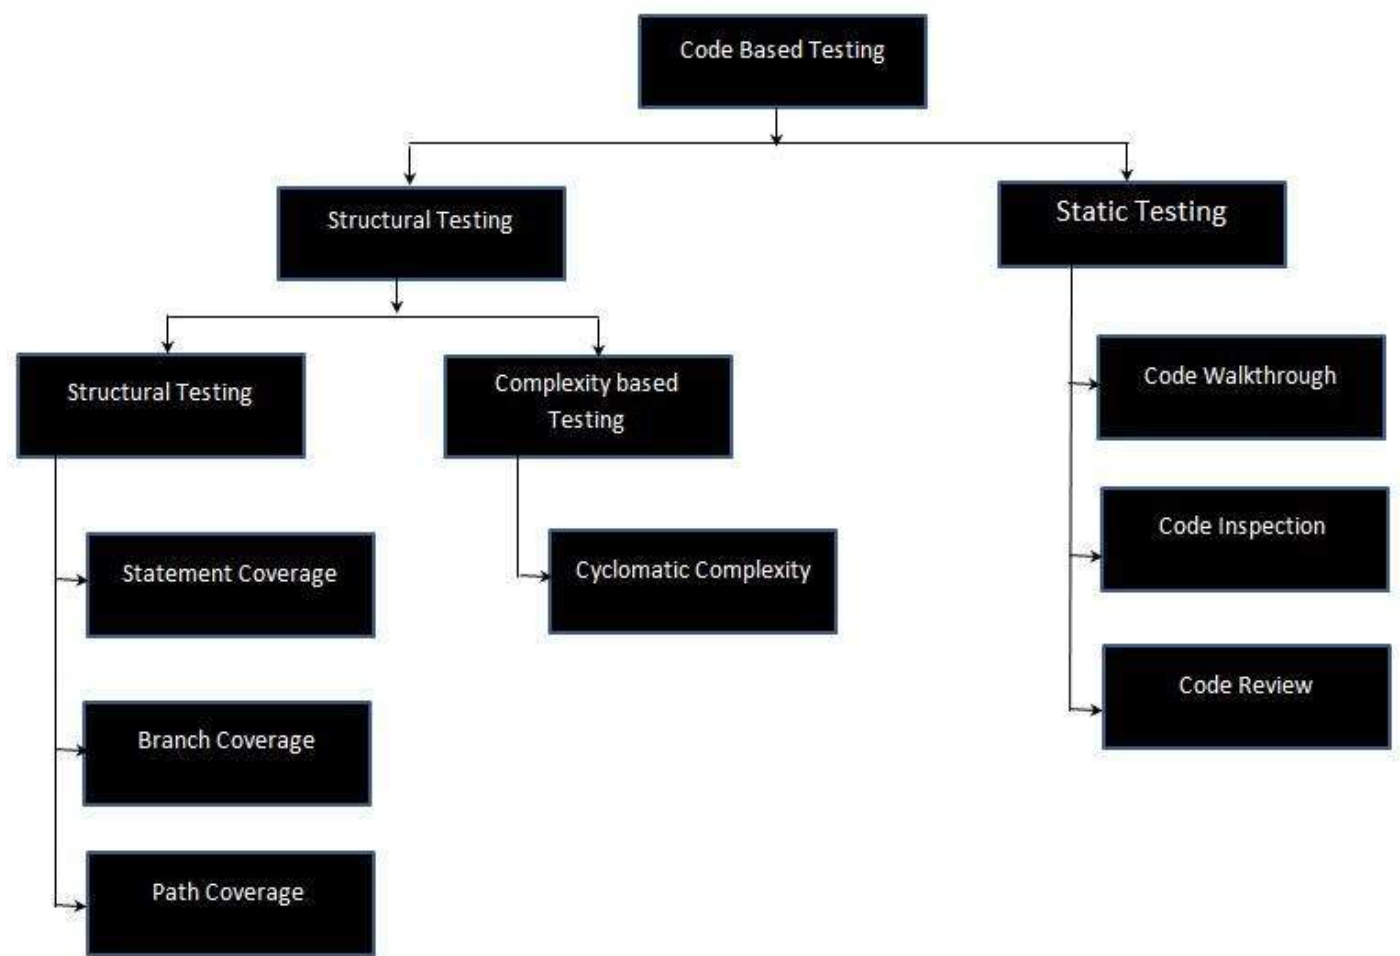 Code Based Testing
Structural Testing
Static Testing
Structural Testing
Complexity based
Testing
Code Walkthrough
Code Inspection
Statement Coverage
Cyclomatic Complexity
Code Review
Branch Coverage
Path Coverage